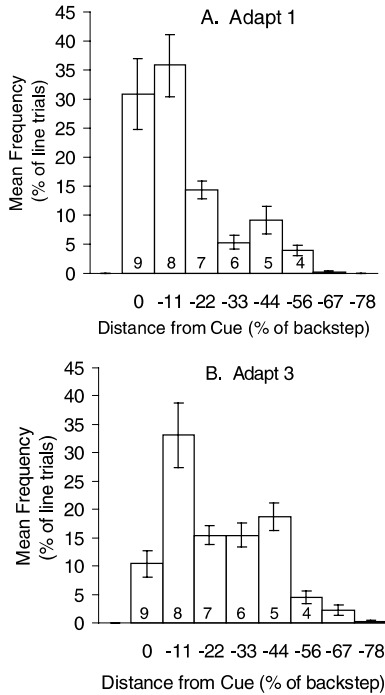 A. Adapt 1
Mean Frequency
(% of line trials)
45
40
35
30
25
20
15
10
5
0
9 8 7 6 5 4
0 -11 -22 -33 -44 -56 -67 -78
Distance from Cue (% of backstep)
B. Adapt 3
Mean Frequency
(% of line trials)
45
40
35
30
25
20
15
10
5
0
9 8 7 6 5 4
0 -11 -22 -33 -44 -56 -67 -78
Distance from Cue (% of backstep)